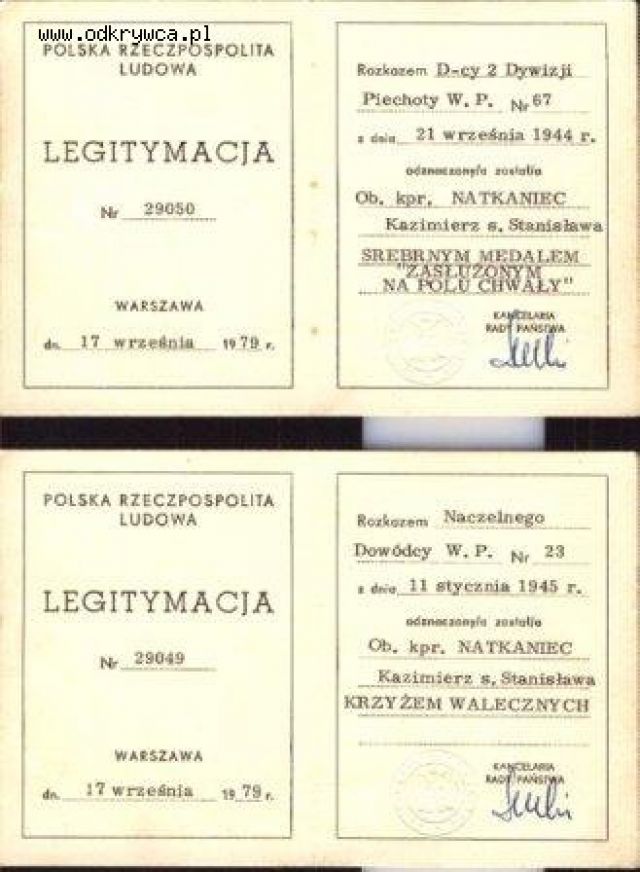 www.odkrywca.pl
POLSKA RZECZPOSPOLITA
LUDOWA
LEGITYMACJA
Nr 29050
WARSZAWA
dn. 17 września 1979 r.
Rozkazem D-cy 2 Dywizji
Piechoty W. P. Nr 67
z dnia 21 września 1944 r.
odznaczony/a został/a
Ob. kpr. NATKANIEC
Kazimierz s. Stanisława
SREBRNYM MEDALEM
"ZASŁUŻONYM
NA POLU CHWAŁY"
KANCELARIA
RADY PAŃSTWA
POLSKA RZECZPOSPOLITA
LUDOWA
LEGITYMACJA
Nr 29049
WARSZAWA
dn. 17 września 1979 r.
Rozkazem Naczelnego
Dowódcy W. P. Nr 23
z dnia 11 stycznia 1945 r.
odznaczony/a został/a
Ob. kpr. NATKANIEC
Kazimierz s. Stanisława
KRZYŻEM WALECZNYCH
KANCELARIA
RADY PAŃSTWA